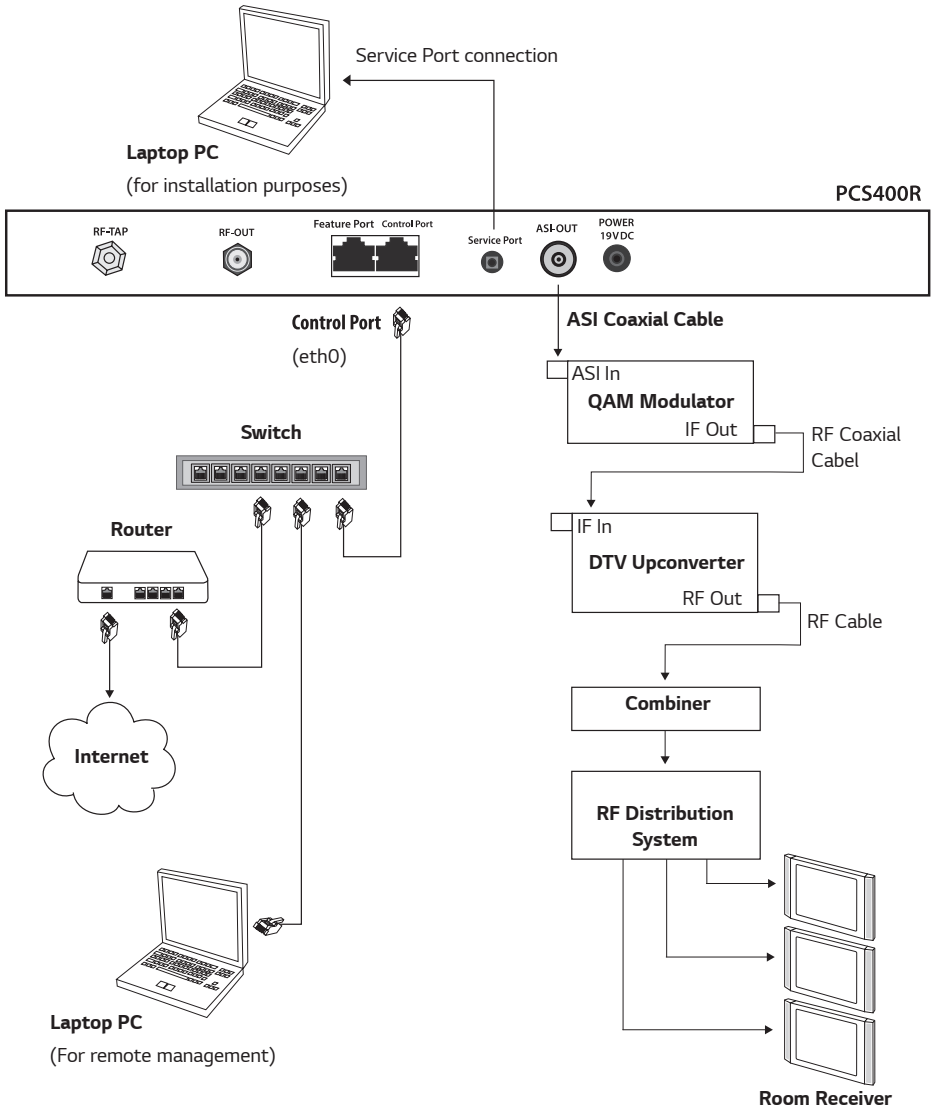 Service Port connection
Laptop PC
(for installation purposes)
PCS400R
RF-TAP
RF-OUT
Feature Port
Control Port
Service Port
ASI-OUT
POWER
19V DC
Control Port
(eth0)
ASI Coaxial Cable
ASI In
QAM Modulator
IF Out
RF Coaxial
Cabel
Switch
Router
IF In
DTV Upconverter
RF Out
RF Cable
Combiner
Internet
RF Distribution
System
Laptop PC
(For remote management)
Room Receiver